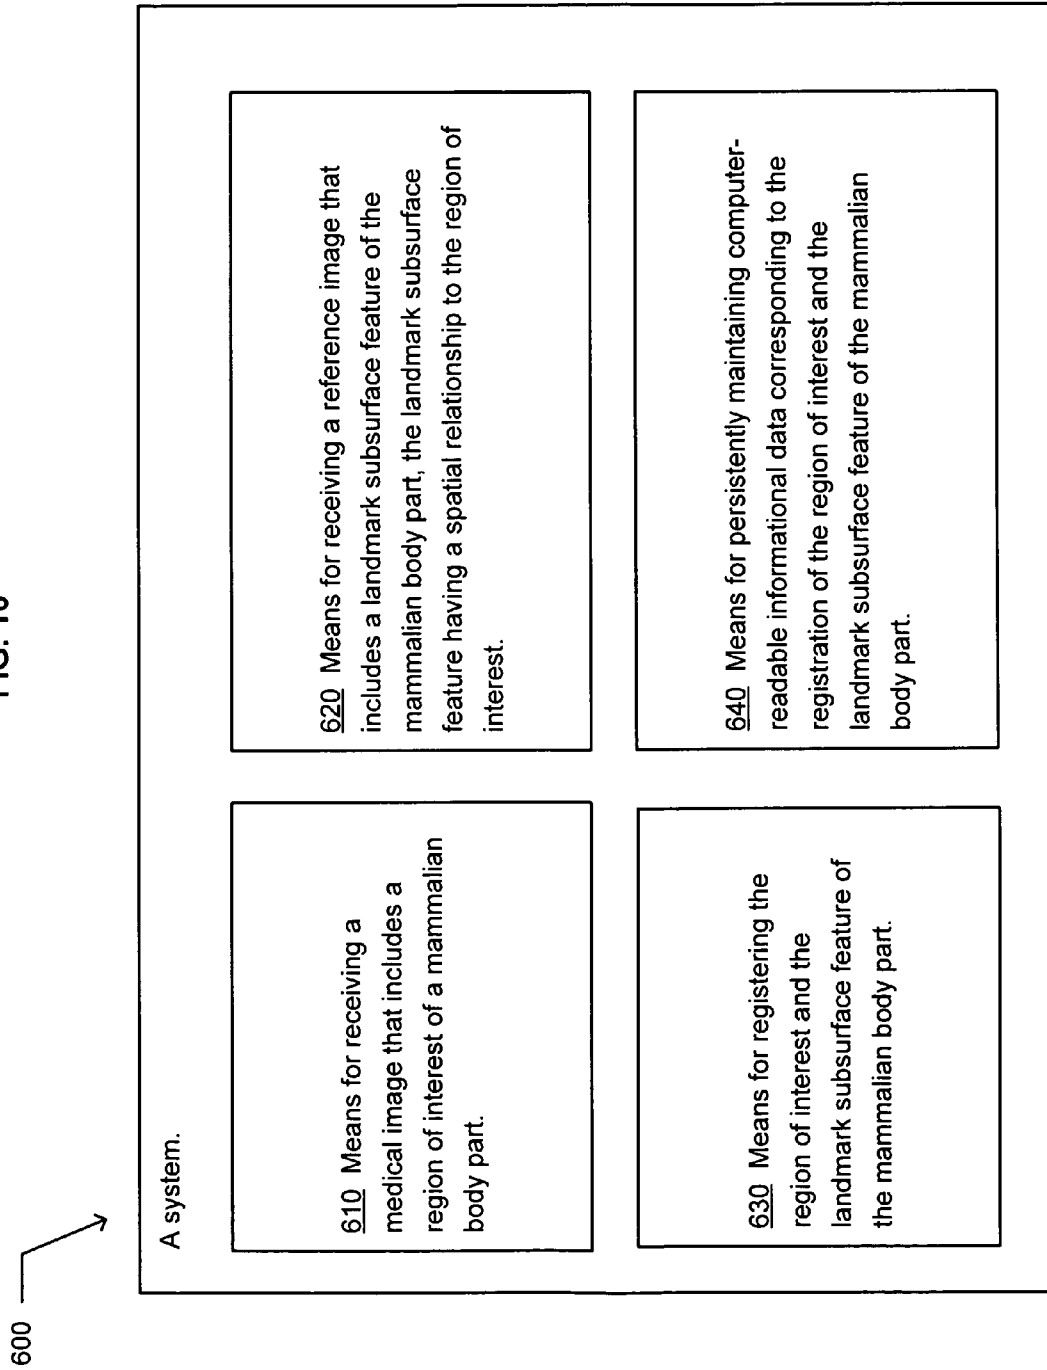 FIG.
600
A system.
610 Means for receiving a
medical image that includes a
region of interest of a mammalian
body part.
620 Means for receiving a reference image that
includes a landmark subsurface feature of the
mammalian body part, the landmark subsurface
feature having a spatial relationship to the region of
interest.
630 Means for registering the
region of interest and the
landmark subsurface feature of
the mammalian body part.
640 Means for persistently maintaining computer-
readable informational data corresponding to the
registration of the region of interest and the
landmark subsurface feature of the mammalian
body part.